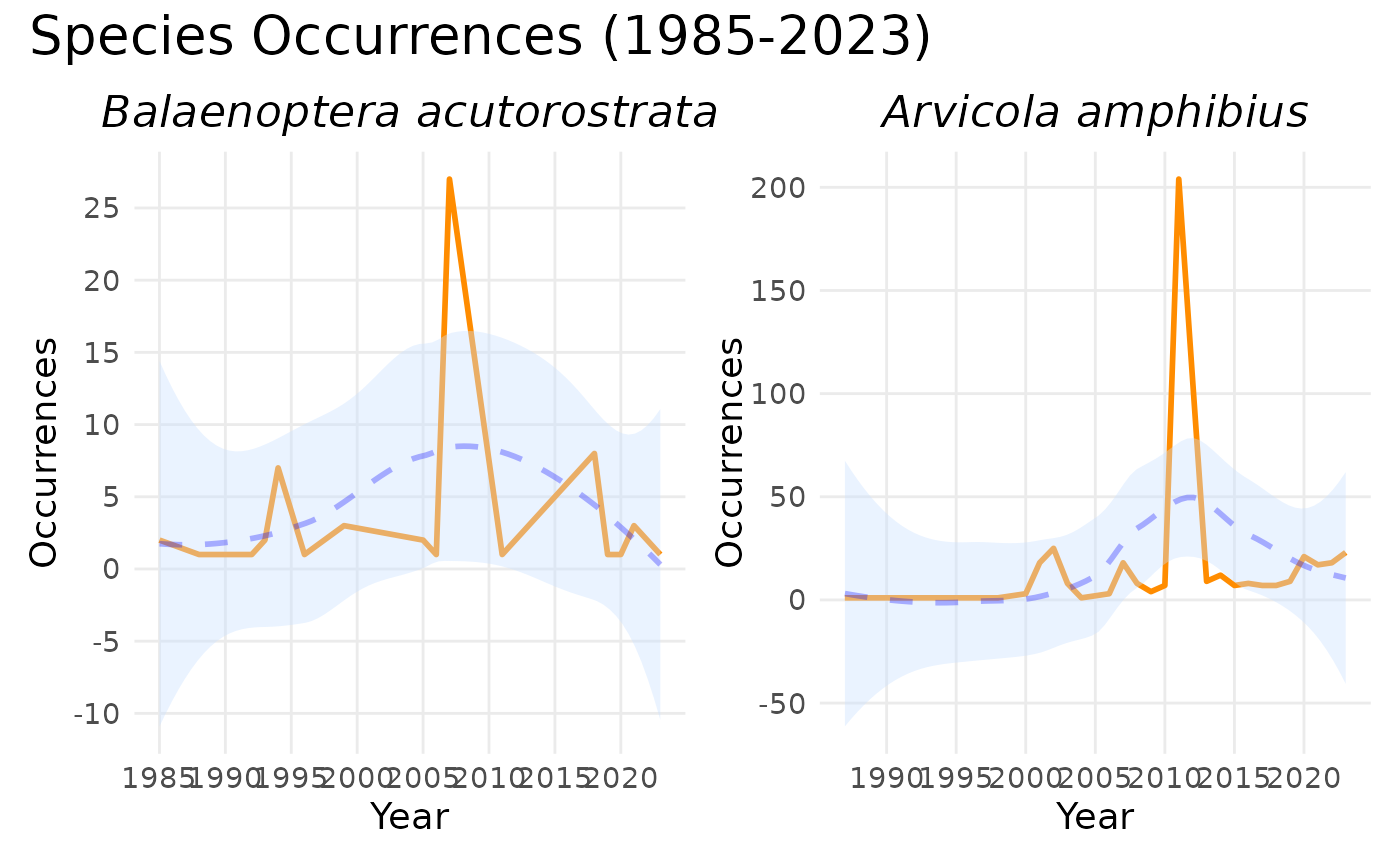 Species Occurrences (1985-2023)
Balaenoptera acutorostrata
Arvicola amphibius
Occurrences
25
20
15
10
5
0
-5
-10
1985 1990 1995 2000 2005 2010 2015 2020
Year
Occurrences
200
150
100
50
0
-50
1990 1995 2000 2005 2010 2015 2020
Year